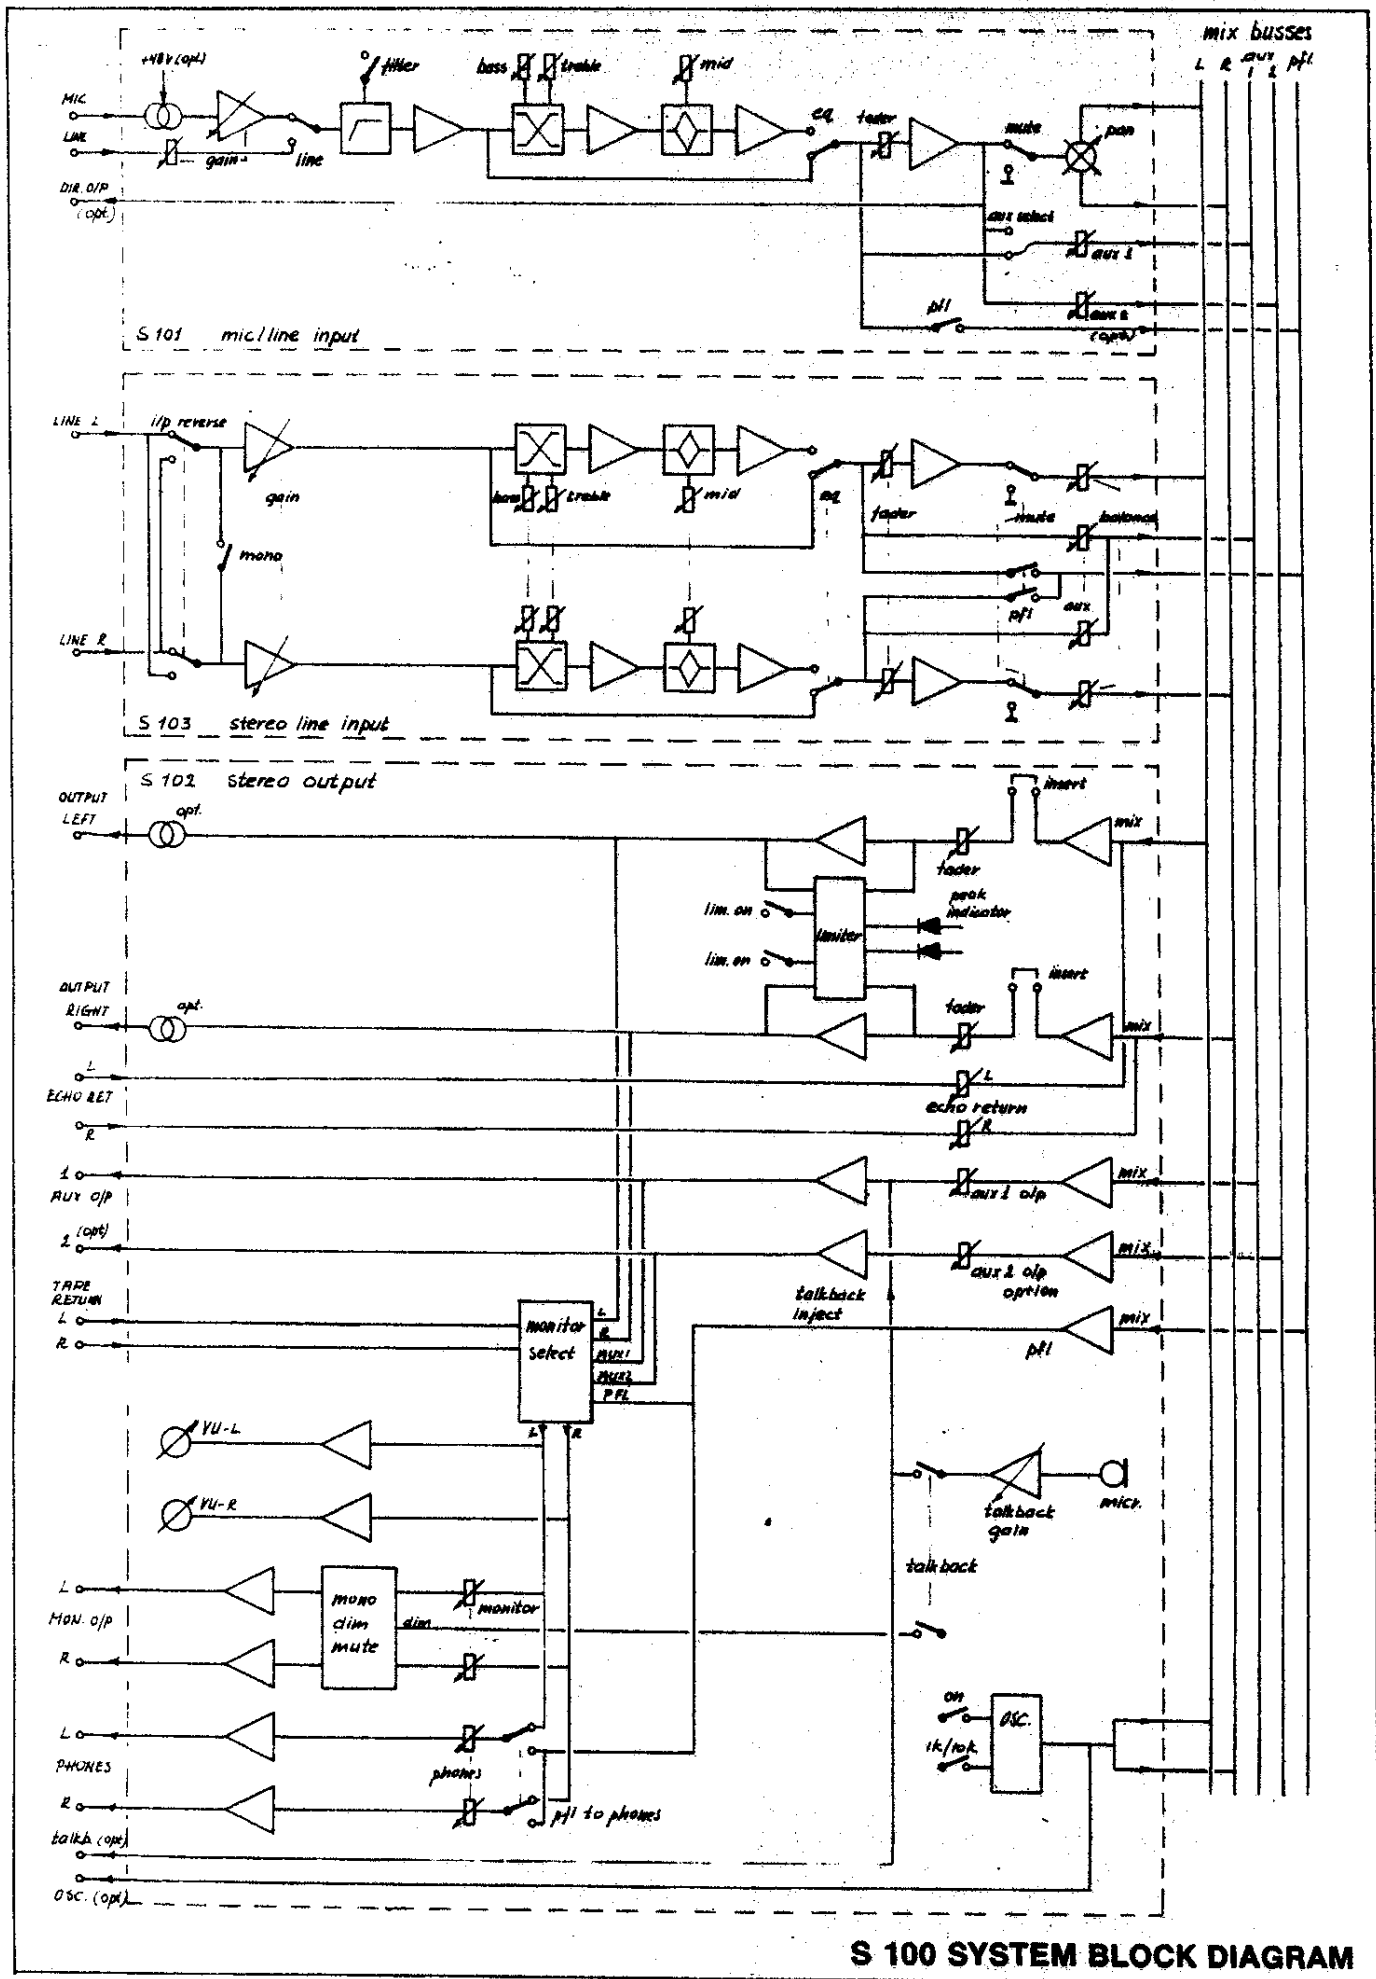 mix busses
L R aux 1 2 pfl.
+48V (opt.)
filter
bass
treble
mid
MIC.
LINE
gain
line
eq
fader
mute
pan
DIR. O/P
(opt.)
aux select
aux 1
pfl
aux 2
(opt.)
S 101 mic/line input
LINE L
i/p reverse
gain
bass
treble
mid
eq
fader
mute
balance
mono
pfl
aux
LINE R
S 103 stereo line input
S 102 stereo output
OUTPUT
LEFT
opt.
insert
mix
fader
peak
indicator
lim. on
limiter
lim. on
OUTPUT
RIGHT
opt.
insert
fader
mix
L
ECHO RET
R
L
echo return
R
1
AUX O/P
mix
aux 1 o/p
2 (opt)
mix
aux 2 o/p
option
TAPE
RETURN
L
R
talkback
inject
monitor
select
L
R
AUX1
AUX2
PFL
mix
pfl
L R
VU-L
VU-R
talkback
gain
micr.
talkback
L
MON. O/P
R
mono
dim
mute
dim
monitor
L
PHONES
R
phones
pfl to phones
on
1k/10k
OSC.
talkb. (opt)
OSC. (opt)
S 100 SYSTEM BLOCK DIAGRAM